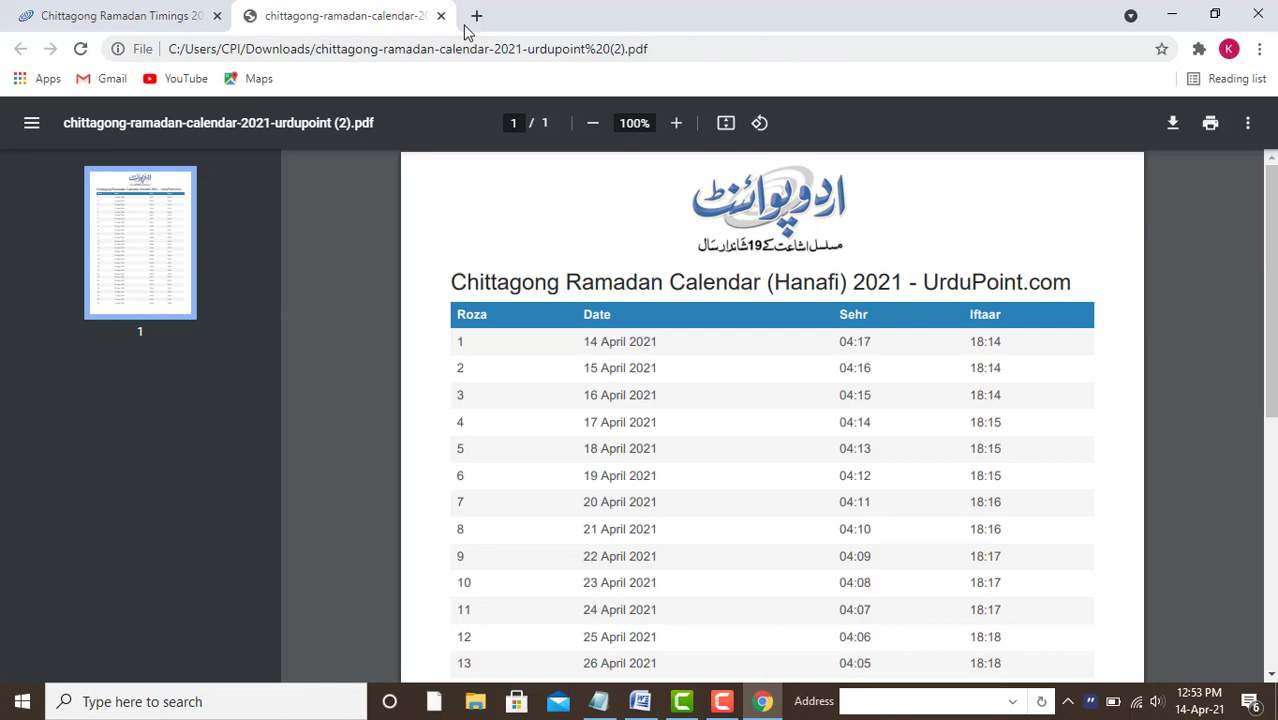 Chittagong Ramadan Timings 20
chittagong-ramadan-calendar-20
File C:/Users/CPI/Downloads/chittagong-ramadan-calendar-2021-urdupoint%20(2).pdf
K
Apps Gmail YouTube Maps Reading list
chittagong-ramadan-calendar-2021-urdupoint (2).pdf 1 / 1 100%
1
اردوپوائنٹ
مسلسل اشاعت کے 19 شاندار سال
Chittagong Ramadan Calendar (Hanafi) 2021 - UrduPoint.com
Roza Date Sehr Iftaar
1 14 April 2021 04:17 18:14
2 15 April 2021 04:16 18:14
3 16 April 2021 04:15 18:14
4 17 April 2021 04:14 18:15
5 18 April 2021 04:13 18:15
6 19 April 2021 04:12 18:15
7 20 April 2021 04:11 18:16
8 21 April 2021 04:10 18:16
9 22 April 2021 04:09 18:17
10 23 April 2021 04:08 18:17
11 24 April 2021 04:07 18:17
12 25 April 2021 04:06 18:18
13 26 April 2021 04:05 18:18
Type here to search
Address
12:53 PM
14-Apr-21
6